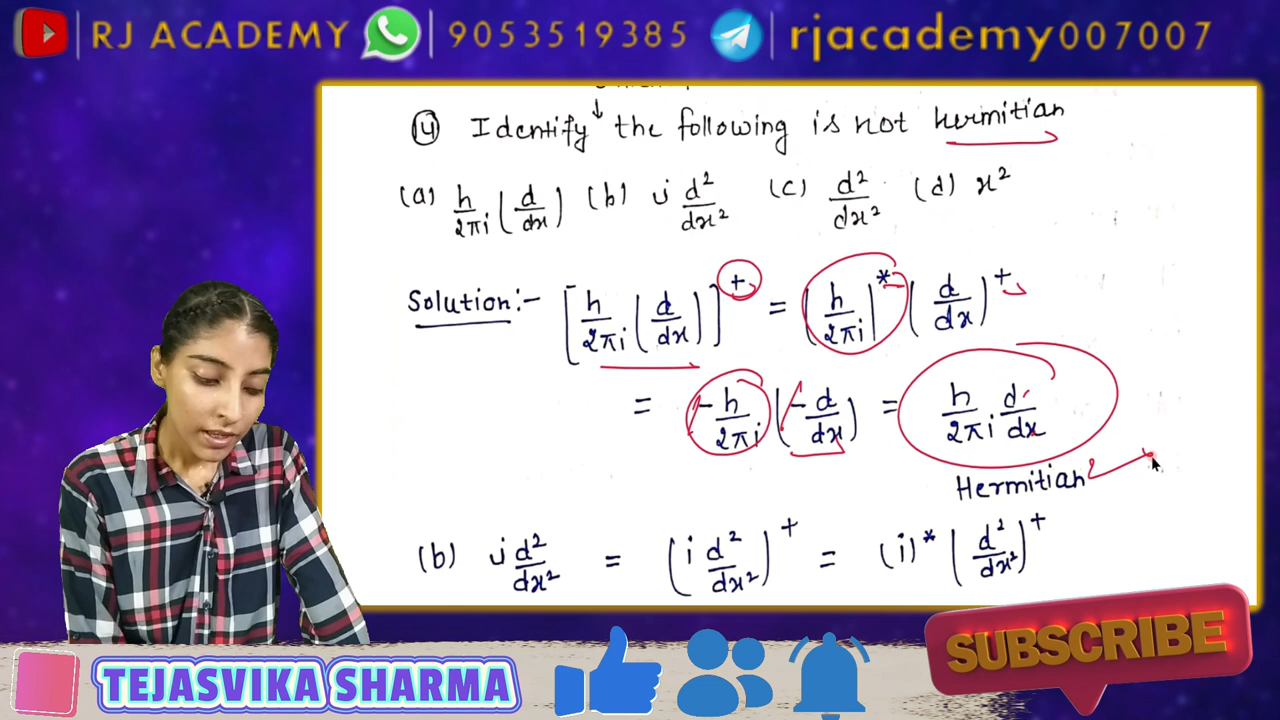 RJ ACADEMY | 9053519385 rjacademy007007
(14) Identify the following is not hermitian
(a) h/2πi (d/dx) (b) i d²/dx² (c) d²/dx² (d) x²
Solution:- [h/2πi (d/dx)]⁺ = (h/2πi)* (d/dx)⁺
= -h/2πi (-d/dx) = h/2πi d/dx
Hermitian
(b) i d²/dx² = (i d²/dx²)⁺ = (i)* (d²/dx²)⁺
SUBSCRIBE
TEJASVIKA SHARMA